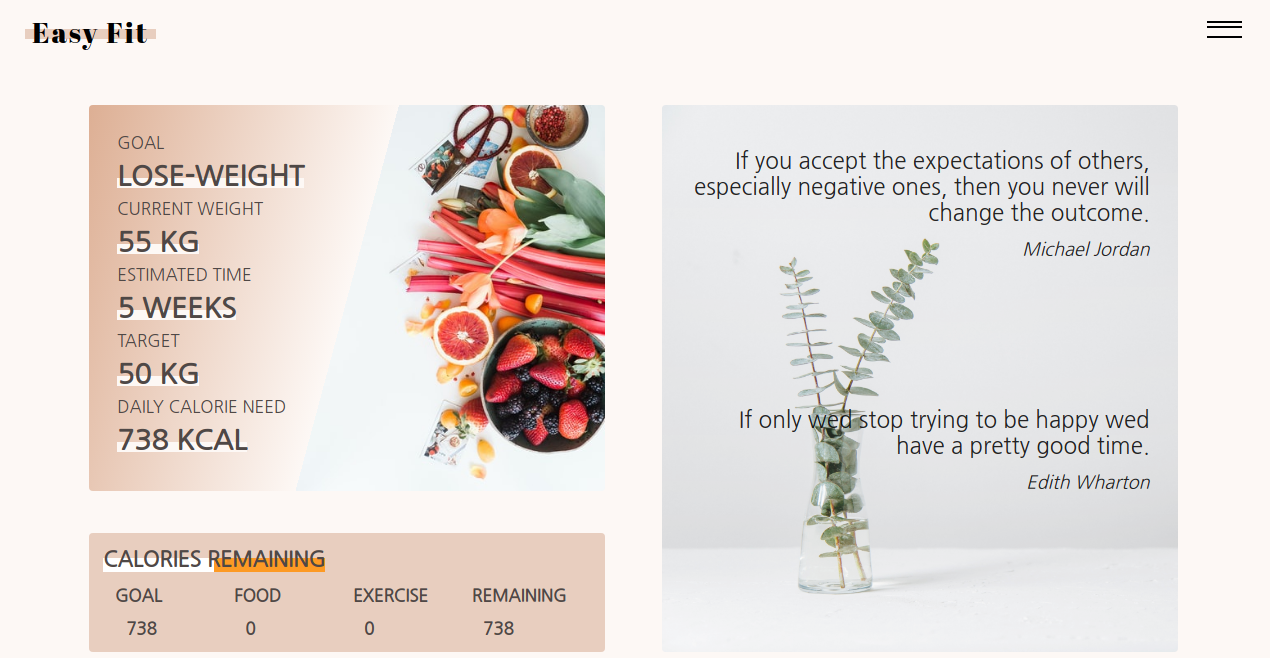 Easy Fit
GOAL
LOSE-WEIGHT
CURRENT WEIGHT
55 KG
ESTIMATED TIME
5 WEEKS
TARGET
50 KG
DAILY CALORIE NEED
738 KCAL
CALORIES REMAINING
GOAL FOOD EXERCISE REMAINING
738 0 0 738
If you accept the expectations of others,
especially negative ones, then you never will
change the outcome.
Michael Jordan
If only wed stop trying to be happy wed
have a pretty good time.
Edith Wharton